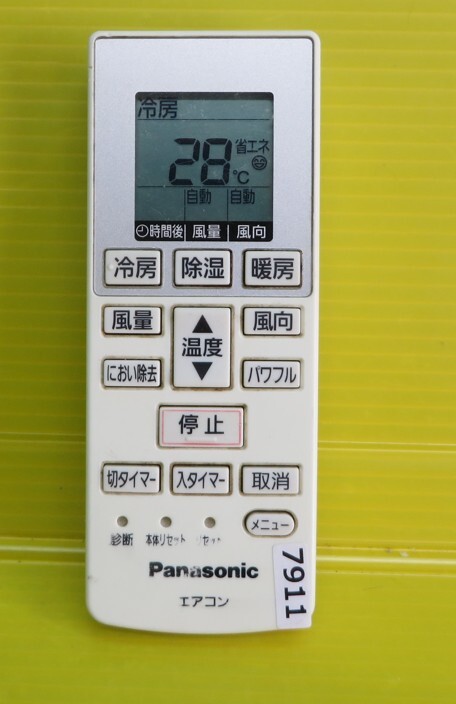 冷房
28℃ 省エネ
自動 自動
時間後 風量 風向
冷房 除湿 暖房
風量 ▲ 温度 ▼ 風向
におい除去 パワフル
停止
切タイマー 入タイマー 取消
メニュー
診断 本体リセット リセット
Panasonic
エアコン
7911